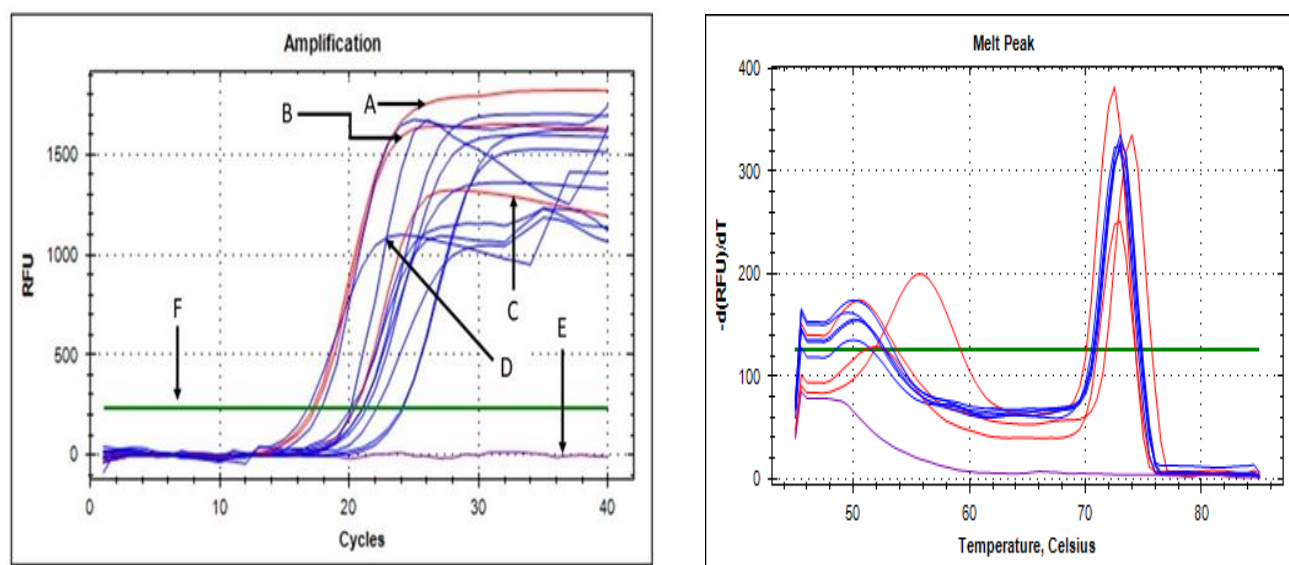 Amplification
A
B
1500
1000
500
0
RFU
F
C
D
E
0 10 20 30 40
Cycles
Melt Peak
400
300
200
100
0
-d(RFU)/dT
50 60 70 80
Temperature, Celsius